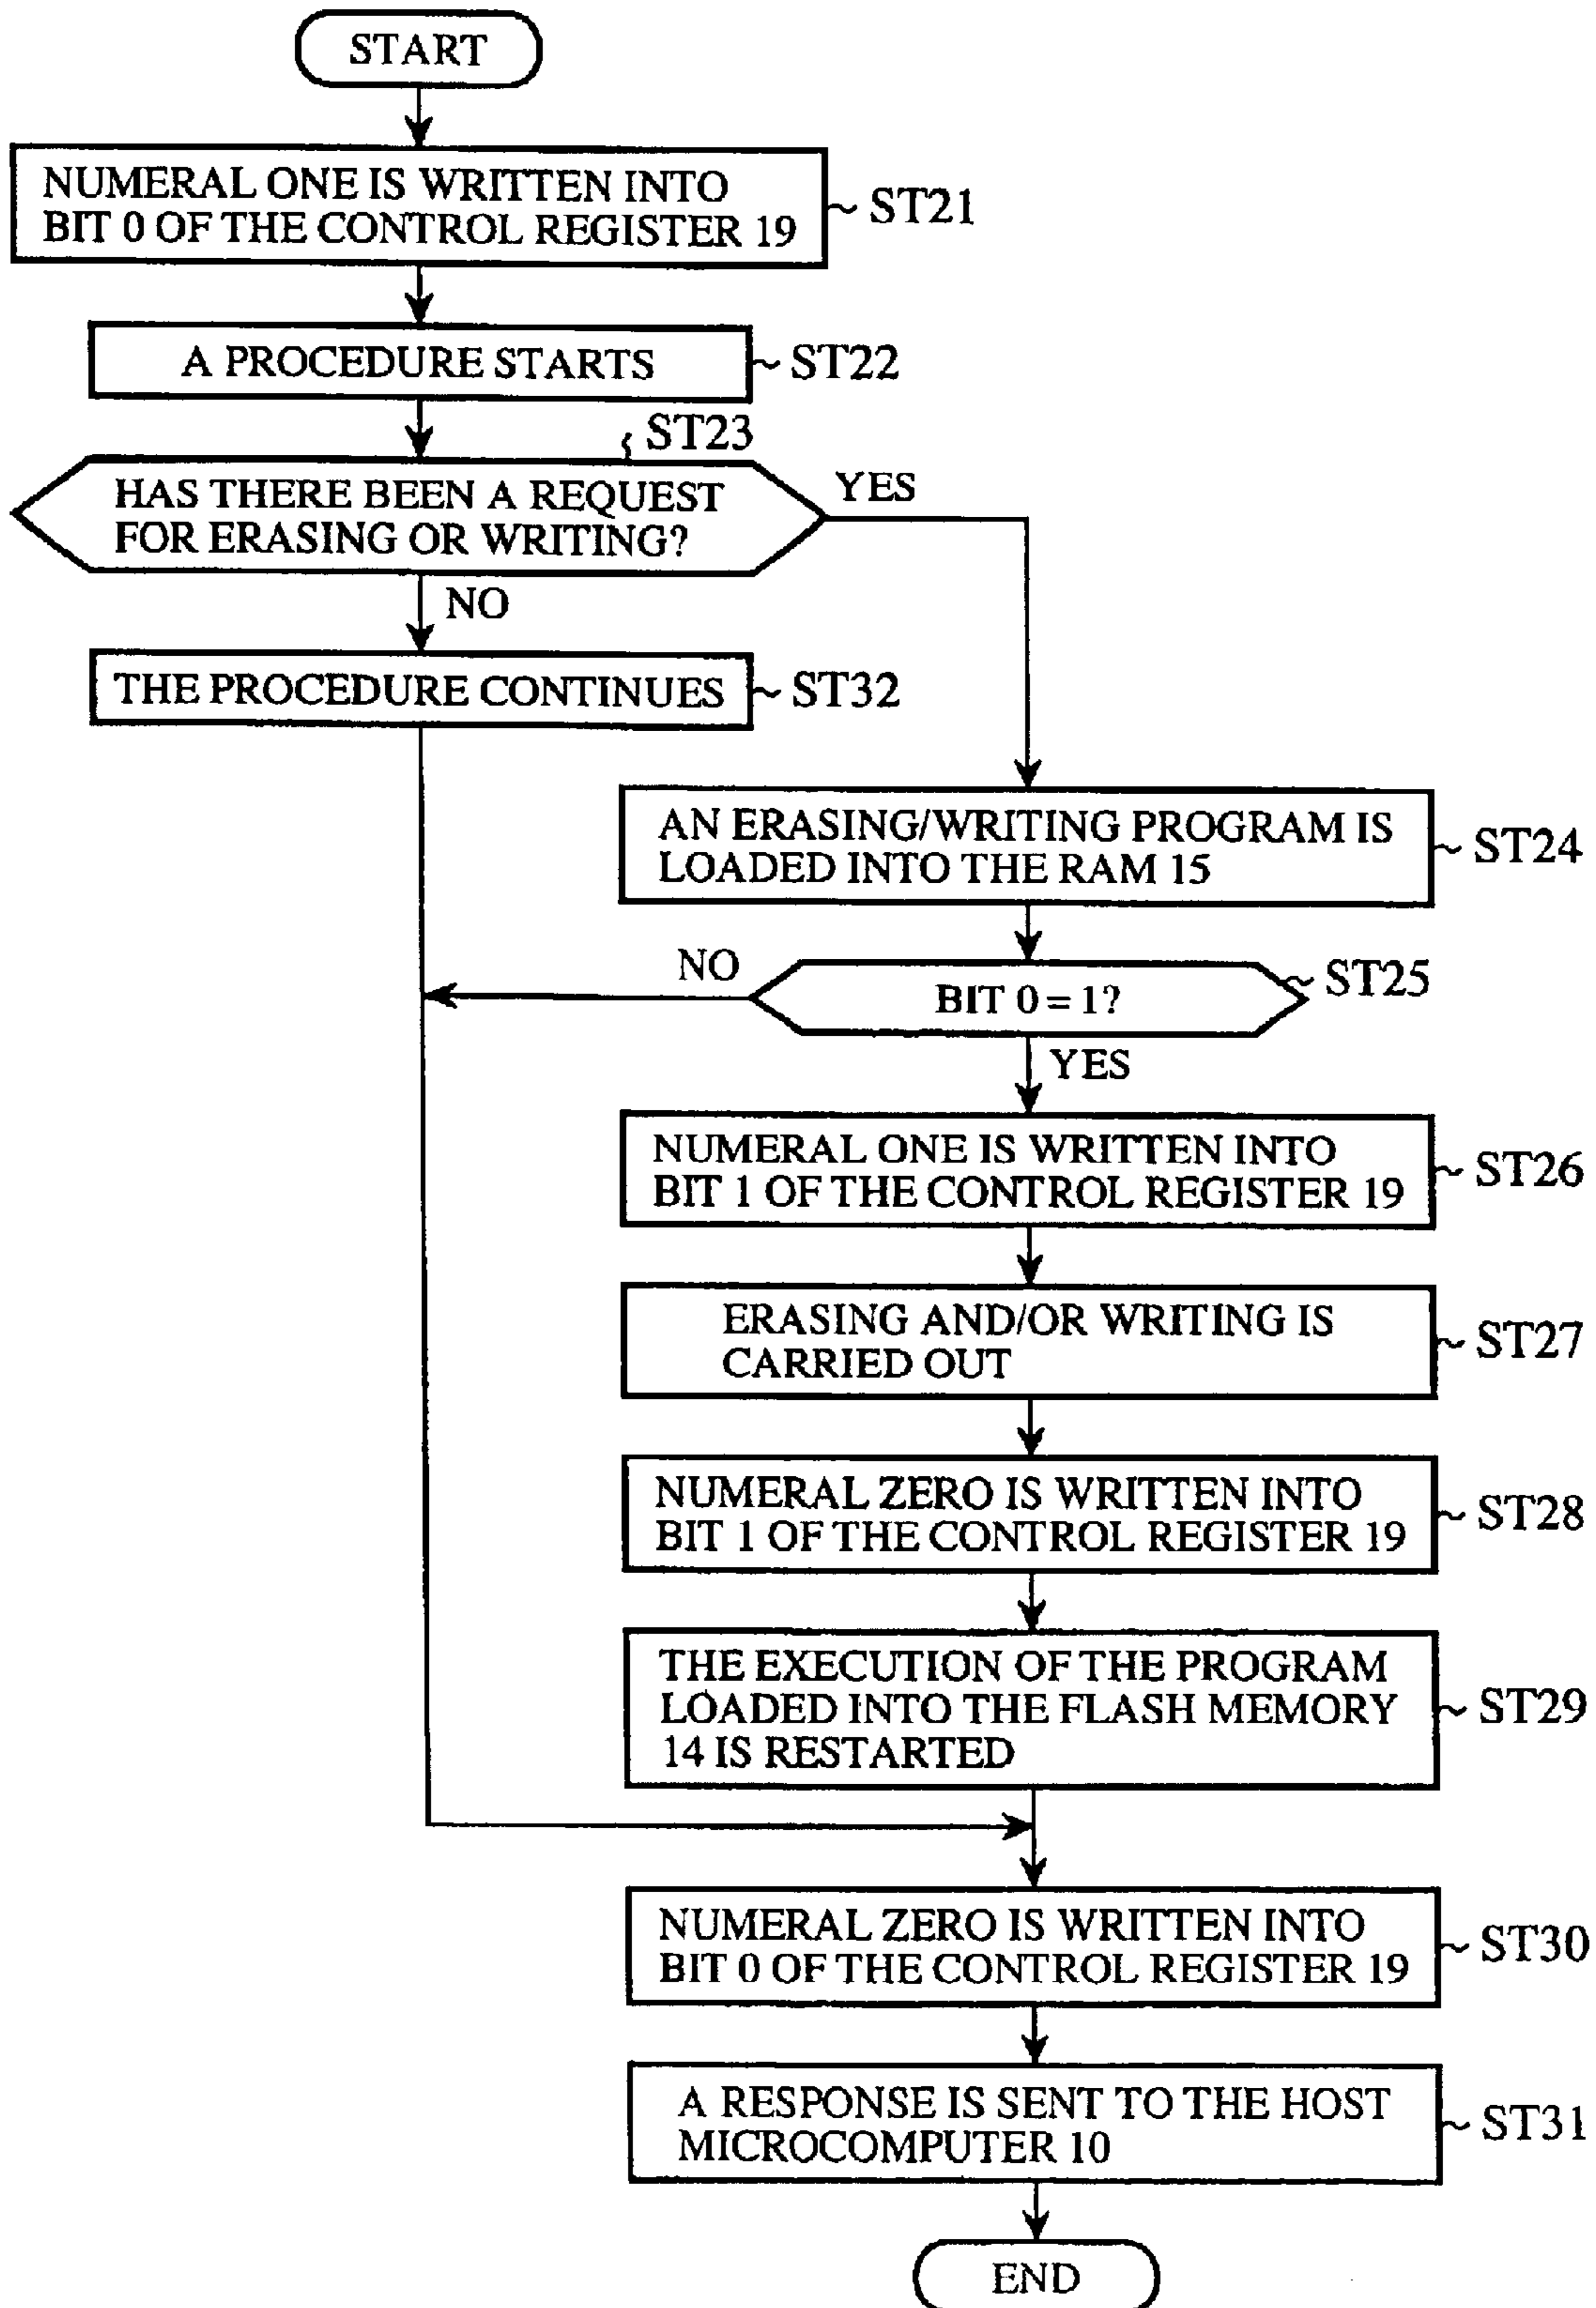 START
NUMERAL ONE IS WRITTEN INTO
BIT 0 OF THE CONTROL REGISTER 19
ST21
A PROCEDURE STARTS
ST22
ST23
HAS THERE BEEN A REQUEST
FOR ERASING OR WRITING?
YES
NO
THE PROCEDURE CONTINUES
ST32
AN ERASING/WRITING PROGRAM IS
LOADED INTO THE RAM 15
ST24
NO
BIT 0 = 1?
ST25
YES
NUMERAL ONE IS WRITTEN INTO
BIT 1 OF THE CONTROL REGISTER 19
ST26
ERASING AND/OR WRITING IS
CARRIED OUT
ST27
NUMERAL ZERO IS WRITTEN INTO
BIT 1 OF THE CONTROL REGISTER 19
ST28
THE EXECUTION OF THE PROGRAM
LOADED INTO THE FLASH MEMORY
14 IS RESTARTED
ST29
NUMERAL ZERO IS WRITTEN INTO
BIT 0 OF THE CONTROL REGISTER 19
ST30
A RESPONSE IS SENT TO THE HOST
MICROCOMPUTER 10
ST31
END